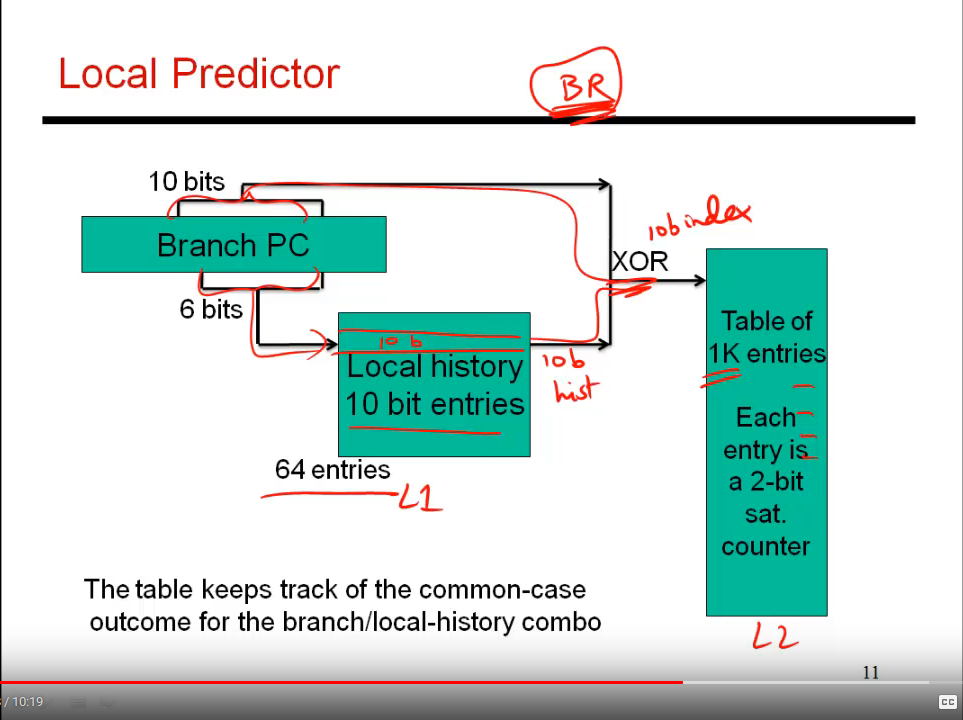 Local Predictor
BR
10 bits
Branch PC
6 bits
10b index
XOR
10 b
Local history
10 bit entries
10b
hist
64 entries
L1
Table of
1K entries
Each
entry is
a 2-bit
sat.
counter
L2
The table keeps track of the common-case
outcome for the branch/local-history combo
11
/ 10:19
CC